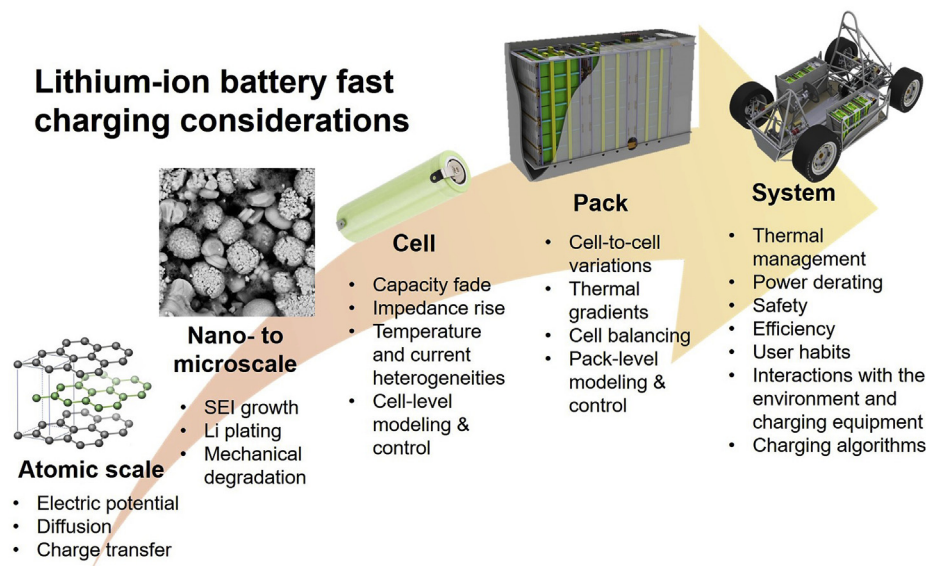 Lithium-ion battery fast
charging considerations
Atomic scale
• Electric potential
• Diffusion
• Charge transfer
Nano- to
microscale
• SEI growth
• Li plating
• Mechanical
degradation
Cell
• Capacity fade
• Impedance rise
• Temperature
and current
heterogeneities
• Cell-level
modeling &
control
Pack
• Cell-to-cell
variations
• Thermal
gradients
• Cell balancing
• Pack-level
modeling &
control
System
• Thermal
management
• Power derating
• Safety
• Efficiency
• User habits
• Interactions with the
environment and
charging equipment
• Charging algorithms